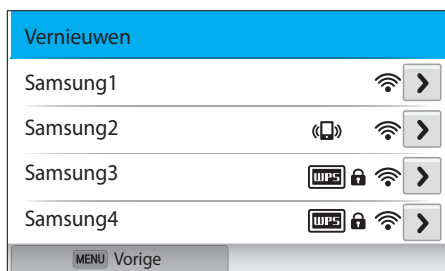 Vernieuwen
Samsung1
Samsung2
Samsung3 WPS
Samsung4 WPS
MENU Vorige